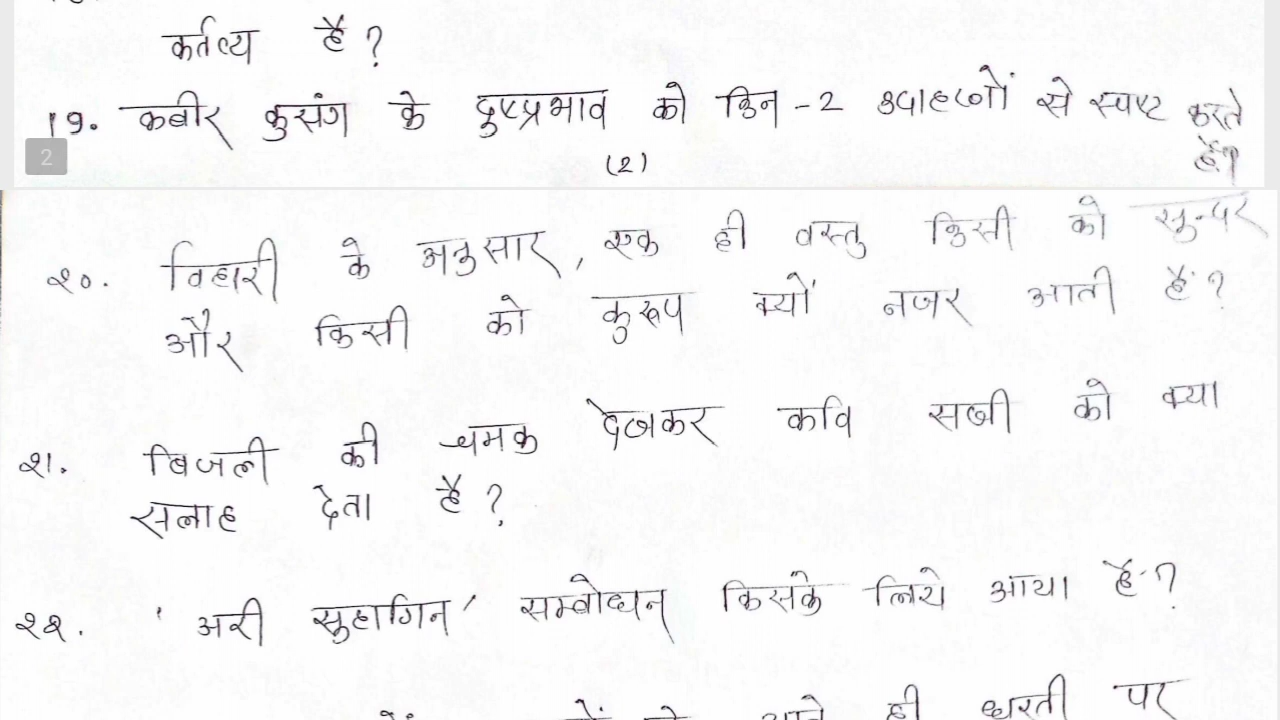 कर्तव्य है ?
19. कबीर कुसंग के दुष्प्रभाव को किन -2 उदाहरणों से स्पष्ट करते
हैं?
2
(2)
२०. बिहारी के अनुसार, एक ही वस्तु किसी को सुन्दर
और किसी को कुरूप क्यों नजर आती हैं ?
२१. बिजली की चमक देखकर कवि सभी को क्या
सलाह देता है ?
२२. 'अरी सुहागिन' सम्बोधन किसके लिये आया है ?
ही धरती पर